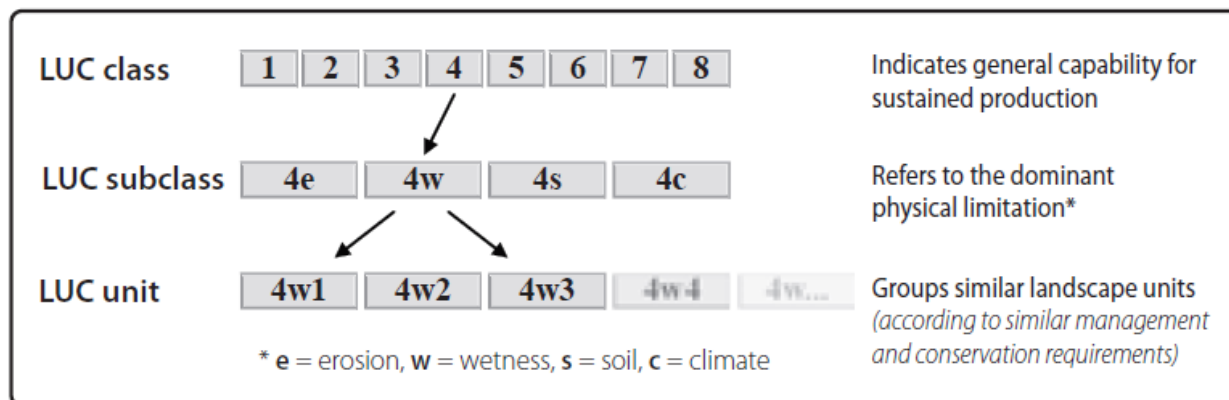 LUC class 1 2 3 4 5 6 7 8 Indicates general capability for
sustained production
LUC subclass 4e 4w 4s 4c Refers to the dominant
physical limitation*
LUC unit 4w1 4w2 4w3 4w4 4w... Groups similar landscape units
(according to similar management
and conservation requirements)
* e = erosion, w = wetness, s = soil, c = climate